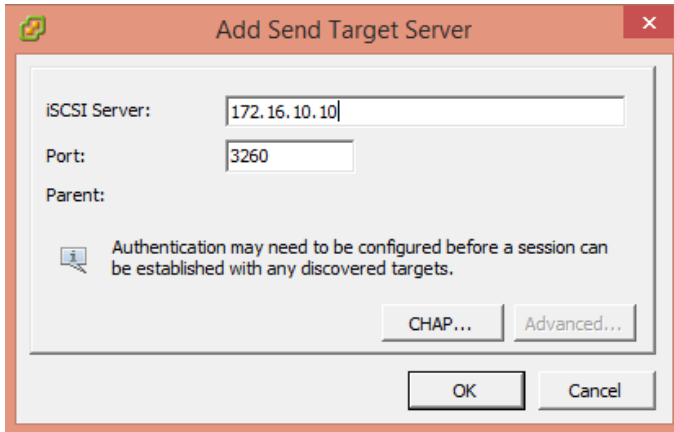 Add Send Target Server
iSCSI Server: 172.16.10.10
Port: 3260
Parent:
Authentication may need to be configured before a session can
be established with any discovered targets.
CHAP... Advanced...
OK Cancel